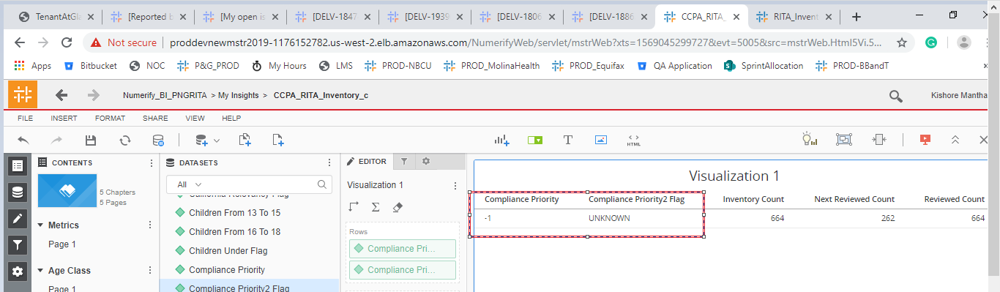 TenantAtGla
[Reported b
[My open is
[DELV-1847
[DELV-1939
[DELV-1806
[DELV-1886
CCPA_RITA_
RITA_Invent
Not secure | proddevnewmstr2019-1176152782.us-west-2.elb.amazonaws.com/NumerifyWeb/servlet/mstrWeb?xts=1569045299727&evt=5005&src=mstrWeb.Html5Vi.5...
Apps Bitbucket NOC P&G_PROD My Hours LMS PROD-NBCU PROD_MolinaHealth PROD_Equifax QA Application SprintAllocation PROD-BBandT
Numerify_BI_PNGRITA > My Insights > CCPA_RITA_Inventory_c
Kishore Mantha
FILE INSERT FORMAT SHARE VIEW HELP
HTML
CONTENTS
5 Chapters
5 Pages
Metrics
Page 1
Age Class
Page 1
DATASETS
All
California Relevancy Flag
Children From 13 To 15
Children From 16 To 18
Children Under Flag
Compliance Priority
Compliance Priority2 Flag
EDITOR
Visualization 1
Rows
Compliance Pri...
Compliance Pri...
Visualization 1
Compliance Priority Compliance Priority2 Flag Inventory Count Next Reviewed Count Reviewed Count
-1 UNKNOWN 664 262 664